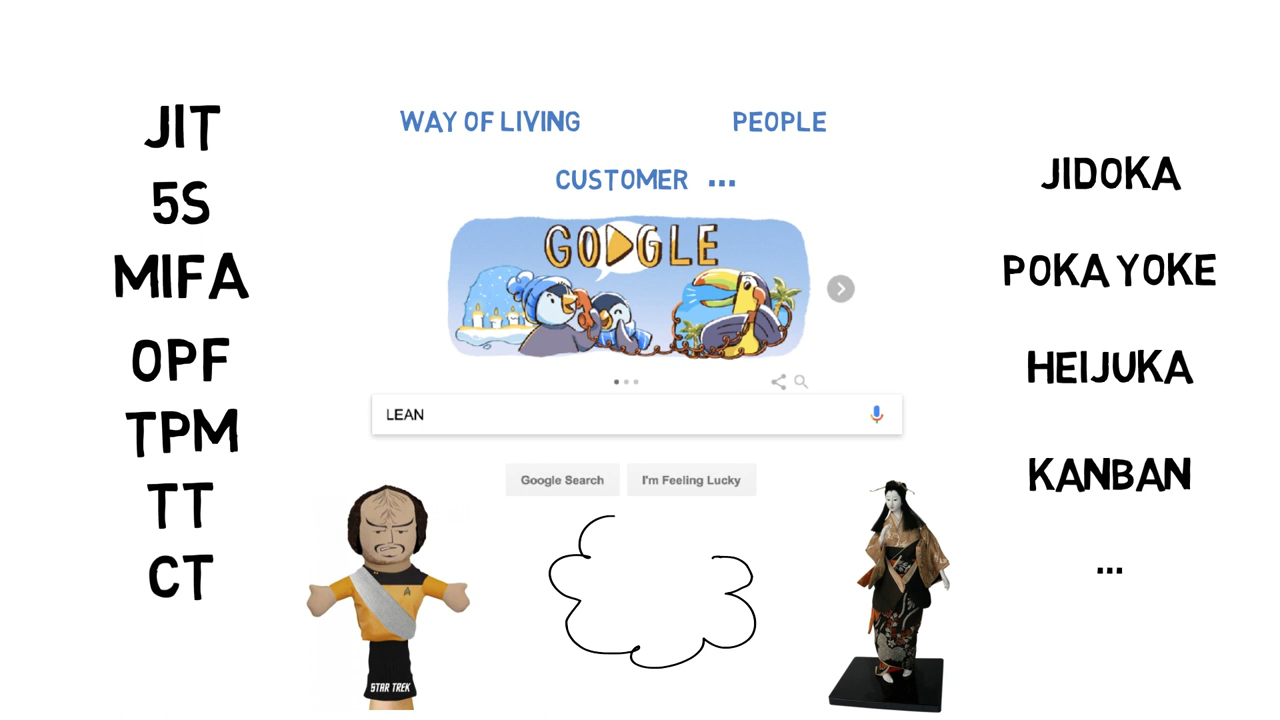 JIT
5S
MIFA
OPF
TPM
TT
CT
WAY OF LIVING
PEOPLE
CUSTOMER ...
GOOGLE
LEAN
Google Search
I'm Feeling Lucky
STAR TREK
JIDOKA
POKA YOKE
HEIJUKA
KANBAN
...